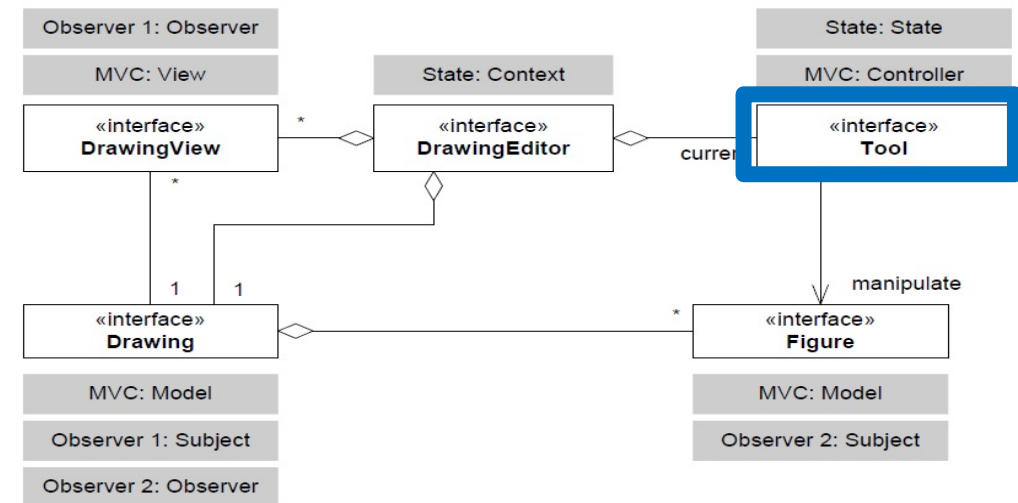 Observer 1: Observer
MVC: View
«interface»
DrawingView
*
*
State: Context
«interface»
DrawingEditor
State: State
MVC: Controller
«interface»
Tool
1
1
manipulate
«interface»
Drawing
*
«interface»
Figure
MVC: Model
Observer 1: Subject
Observer 2: Observer
MVC: Model
Observer 2: Subject